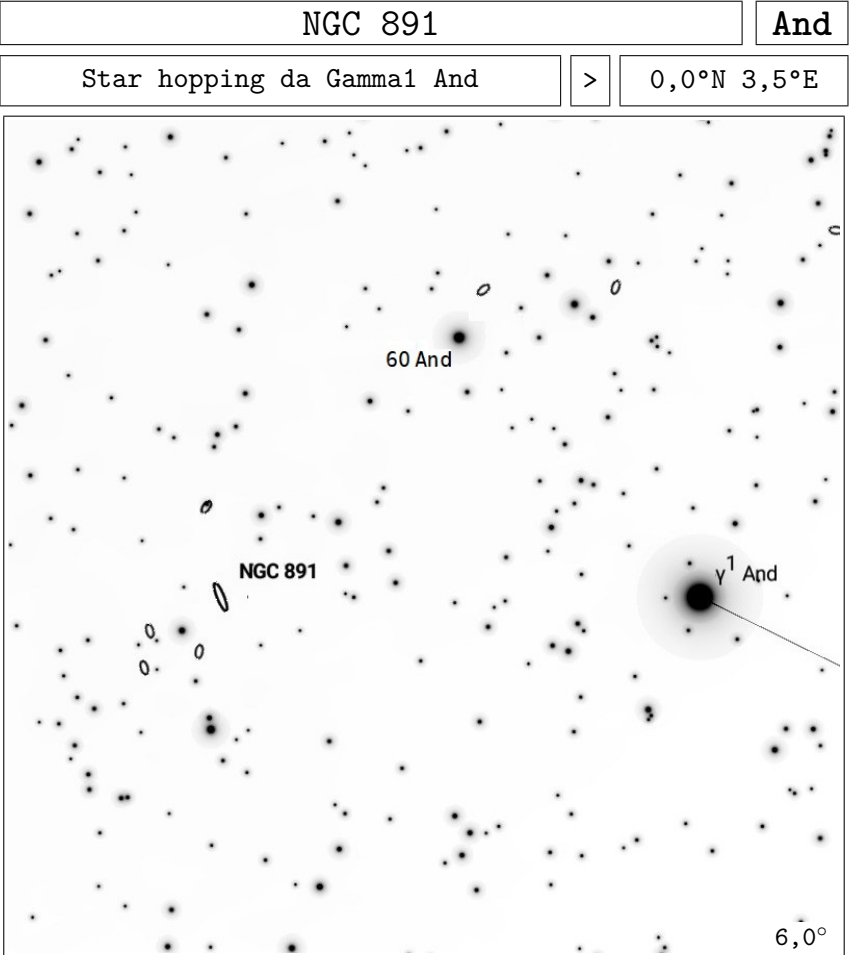 NGC 891
And
Star hopping da Gamma1 And
>
0,0°N 3,5°E
60 And
NGC 891
γ¹ And
6,0°